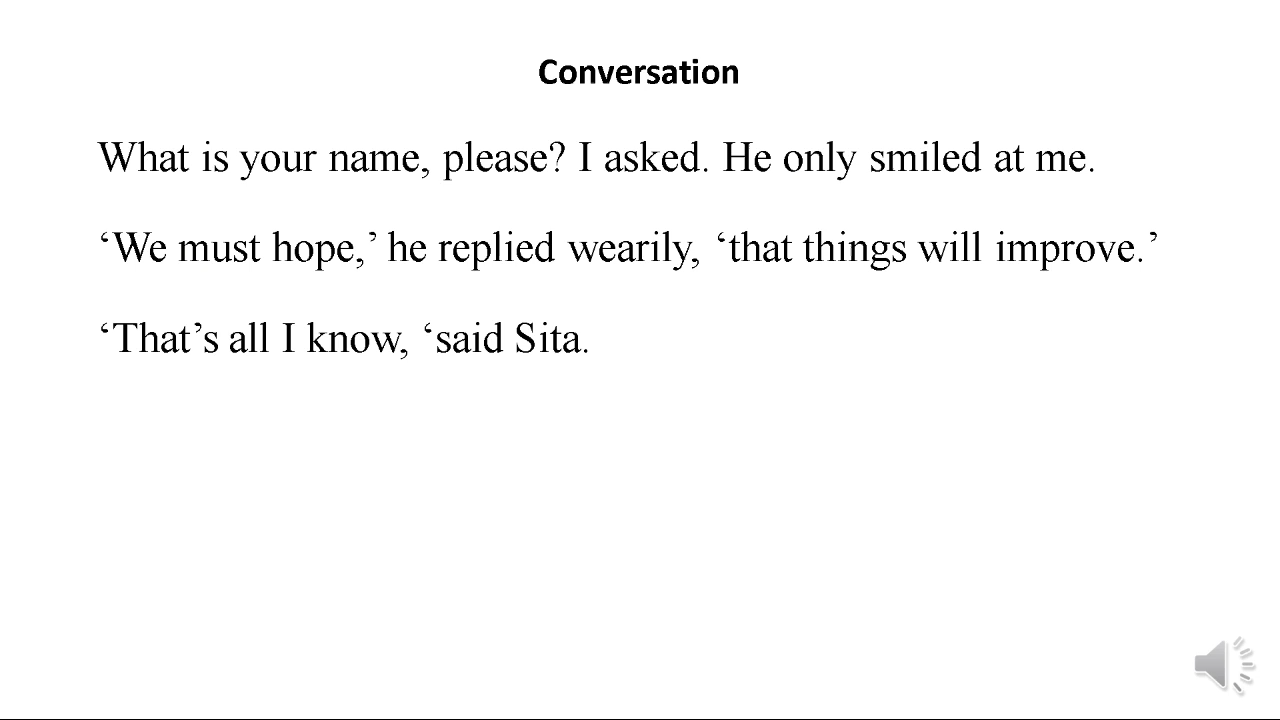 Conversation
What is your name, please? I asked. He only smiled at me.
‘We must hope,’ he replied wearily, ‘that things will improve.’
‘That’s all I know, ‘said Sita.